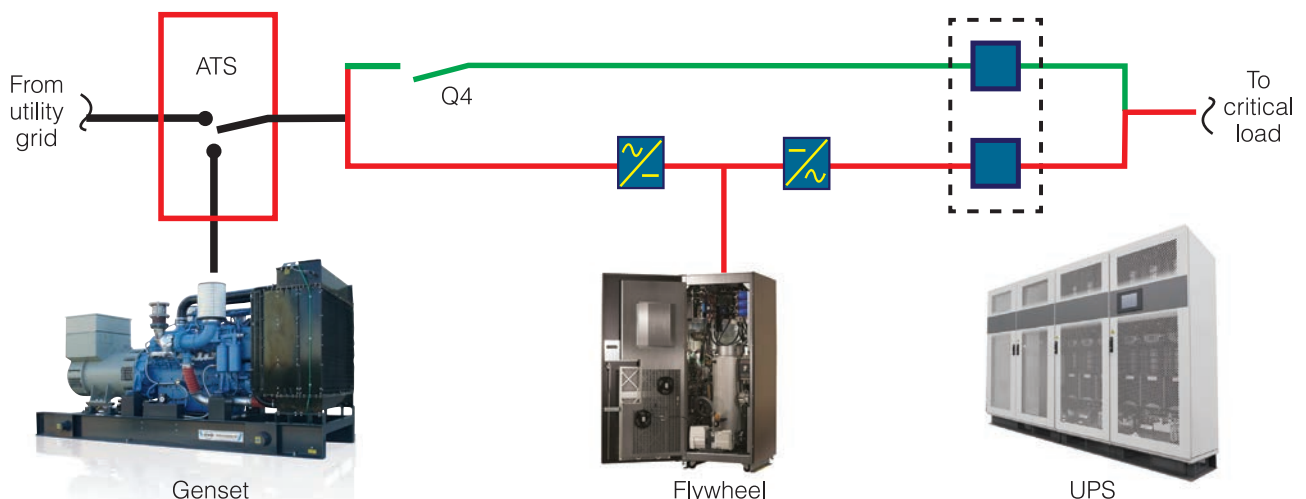 ATS
From
utility
grid
Q4
To
critical
load
Genset
Flywheel
UPS